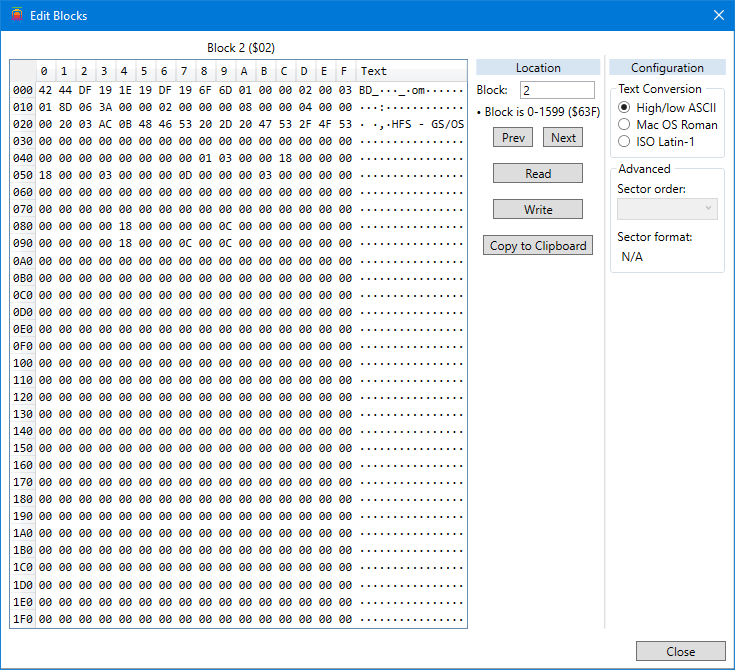 Edit Blocks
Block 2 ($02)
0 1 2 3 4 5 6 7 8 9 A B C D E F Text
000 42 44 DF 19 1E 19 DF 19 6F 6D 01 00 00 02 00 03 BD_···_·om······
010 01 8D 06 3A 00 00 02 00 00 00 08 00 00 04 00 00 ···:············
020 00 20 03 AC 0B 48 46 53 20 2D 20 47 53 2F 4F 53 · ·,·HFS - GS/OS
030 00 00 00 00 00 00 00 00 00 00 00 00 00 00 00 00 ················
040 00 00 00 00 00 00 00 00 01 03 00 00 18 00 00 00 ················
050 18 00 00 03 00 00 00 0D 00 00 00 03 00 00 00 00 ················
060 00 00 00 00 00 00 00 00 00 00 00 00 00 00 00 00 ················
070 00 00 00 00 00 00 00 00 00 00 00 00 00 00 00 00 ················
080 00 00 00 00 18 00 00 00 00 0C 00 00 00 00 00 00 ················
090 00 00 00 00 18 00 00 0C 00 0C 00 00 00 00 00 00 ················
0A0 00 00 00 00 00 00 00 00 00 00 00 00 00 00 00 00 ················
0B0 00 00 00 00 00 00 00 00 00 00 00 00 00 00 00 00 ················
0C0 00 00 00 00 00 00 00 00 00 00 00 00 00 00 00 00 ················
0D0 00 00 00 00 00 00 00 00 00 00 00 00 00 00 00 00 ················
0E0 00 00 00 00 00 00 00 00 00 00 00 00 00 00 00 00 ················
0F0 00 00 00 00 00 00 00 00 00 00 00 00 00 00 00 00 ················
100 00 00 00 00 00 00 00 00 00 00 00 00 00 00 00 00 ················
110 00 00 00 00 00 00 00 00 00 00 00 00 00 00 00 00 ················
120 00 00 00 00 00 00 00 00 00 00 00 00 00 00 00 00 ················
130 00 00 00 00 00 00 00 00 00 00 00 00 00 00 00 00 ················
140 00 00 00 00 00 00 00 00 00 00 00 00 00 00 00 00 ················
150 00 00 00 00 00 00 00 00 00 00 00 00 00 00 00 00 ················
160 00 00 00 00 00 00 00 00 00 00 00 00 00 00 00 00 ················
170 00 00 00 00 00 00 00 00 00 00 00 00 00 00 00 00 ················
180 00 00 00 00 00 00 00 00 00 00 00 00 00 00 00 00 ················
190 00 00 00 00 00 00 00 00 00 00 00 00 00 00 00 00 ················
1A0 00 00 00 00 00 00 00 00 00 00 00 00 00 00 00 00 ················
1B0 00 00 00 00 00 00 00 00 00 00 00 00 00 00 00 00 ················
1C0 00 00 00 00 00 00 00 00 00 00 00 00 00 00 00 00 ················
1D0 00 00 00 00 00 00 00 00 00 00 00 00 00 00 00 00 ················
1E0 00 00 00 00 00 00 00 00 00 00 00 00 00 00 00 00 ················
1F0 00 00 00 00 00 00 00 00 00 00 00 00 00 00 00 00 ················
Location
Block: 2
• Block is 0-1599 ($63F)
Prev Next
Read
Write
Copy to Clipboard
Configuration
Text Conversion
High/low ASCII
Mac OS Roman
ISO Latin-1
Advanced
Sector order:
Sector format:
N/A
Close